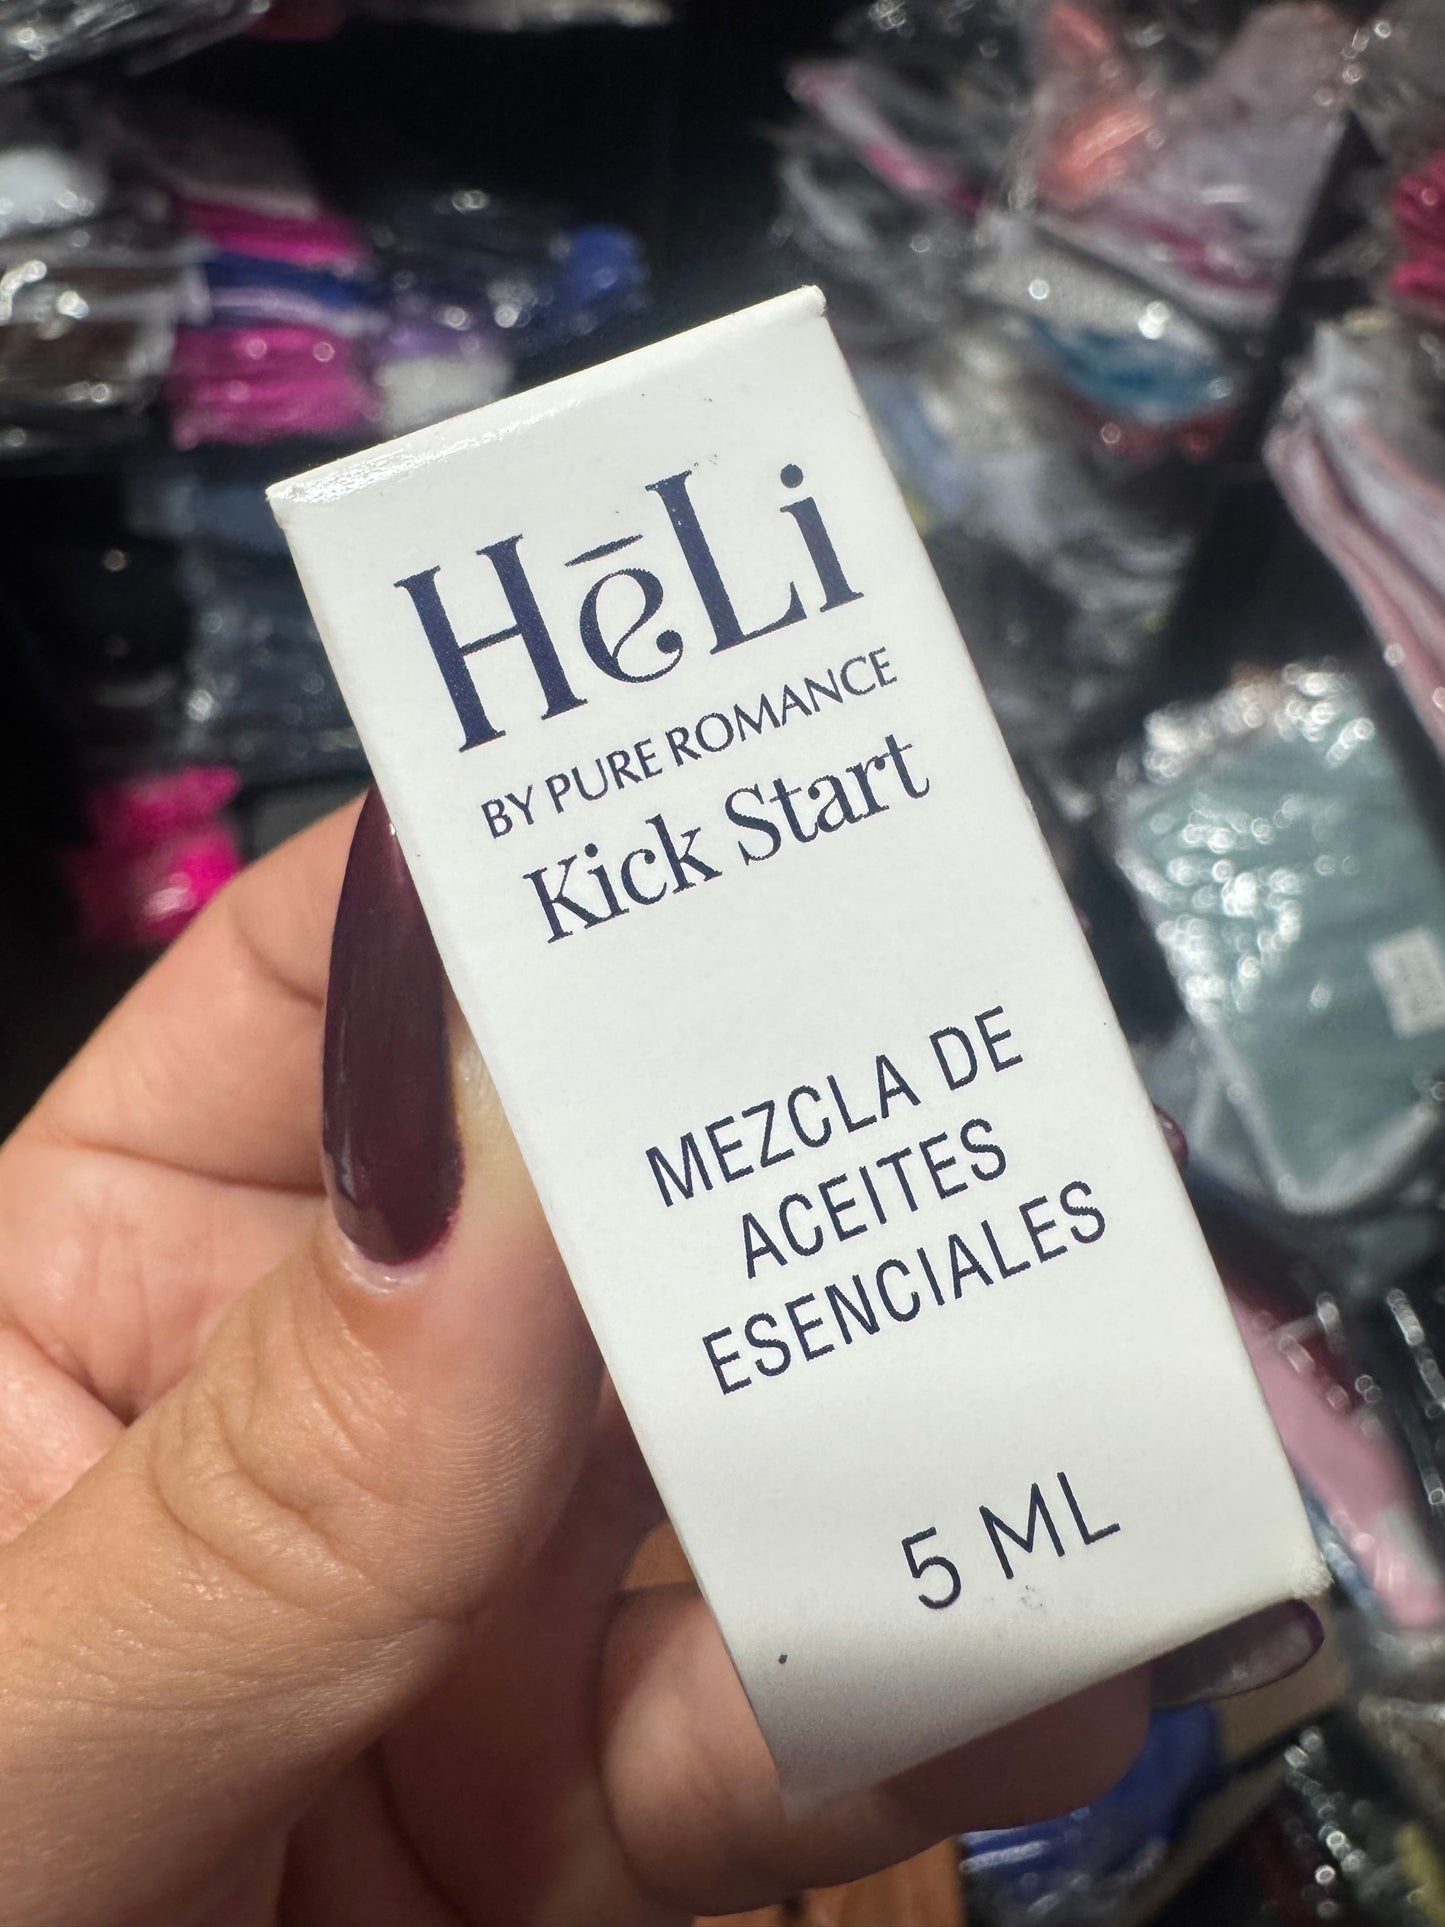 HēLi
BY PURE ROMANCE
Kick Start
MEZCLA DE
ACEITES
ESENCIALES
5 ML